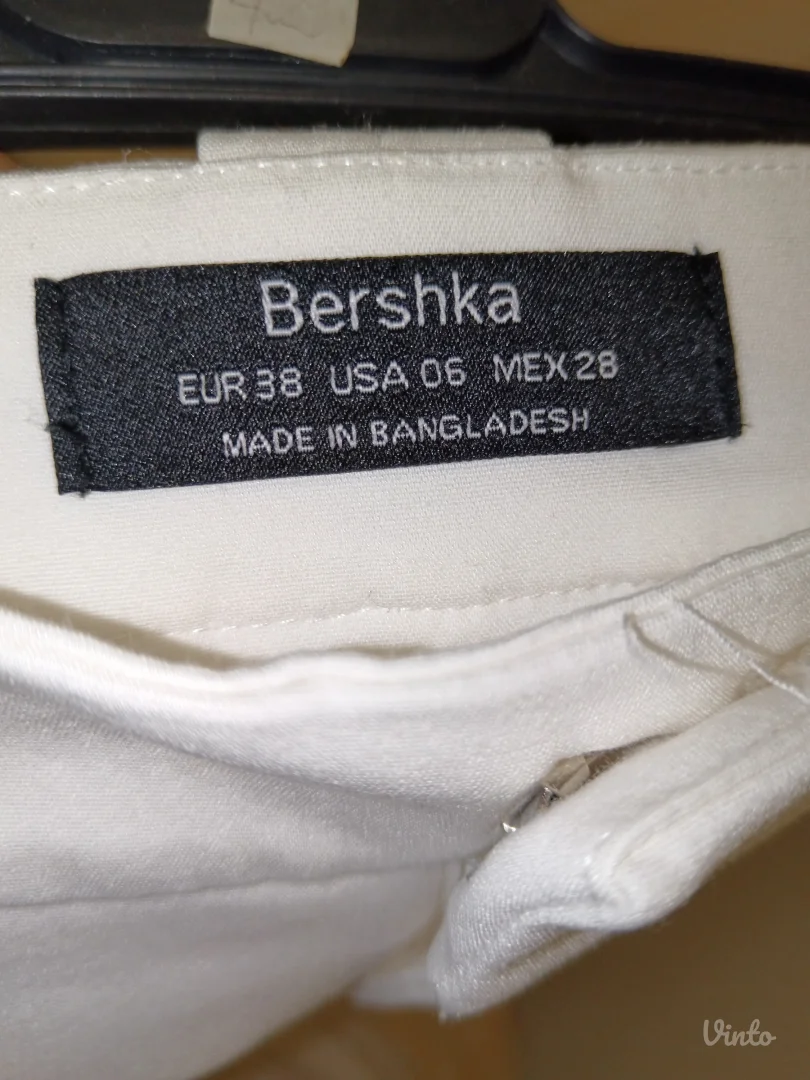 Bershka
EUR 38 USA 06 MEX 28
MADE IN BANGLADESH
Vinto